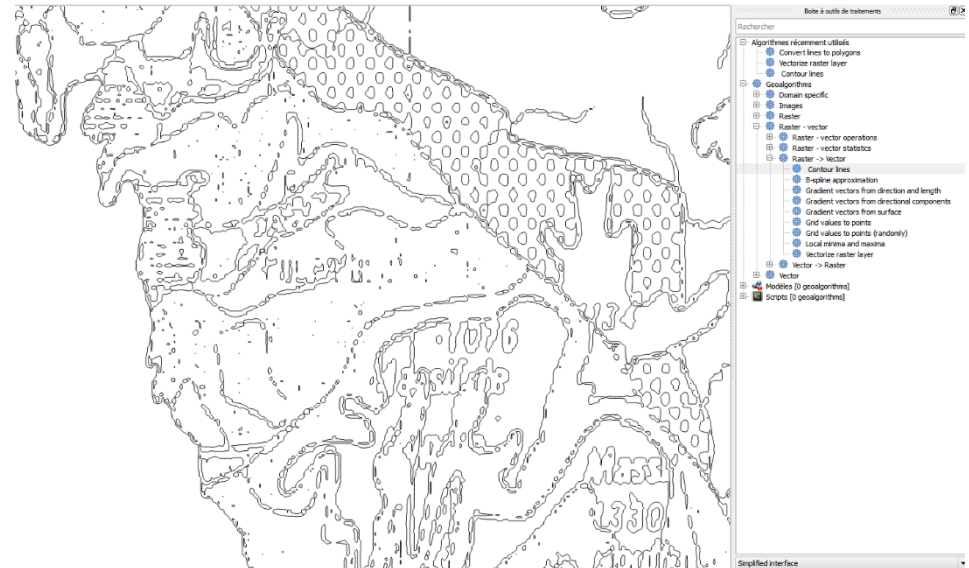 Boite à outils de traitements
Rechercher
Algorithmes récemment utilisés
Convert lines to polygons
Vectorize raster layer
Contour lines
Geoalgorithms
Domain specific
Images
Raster
Raster - vector
Raster - vector operations
Raster - vector statistics
Raster -> Vector
Contour lines
B-spline approximation
Gradient vectors from direction and length
Gradient vectors from directional components
Gradient vectors from surface
Grid values to points
Grid values to points (randomly)
Local minima and maxima
Vectorize raster layer
Vector -> Raster
Vector
Modèles [0 geoalgorithms]
Scripts [0 geoalgorithms]
1016
Mass
1330
Simplified interface